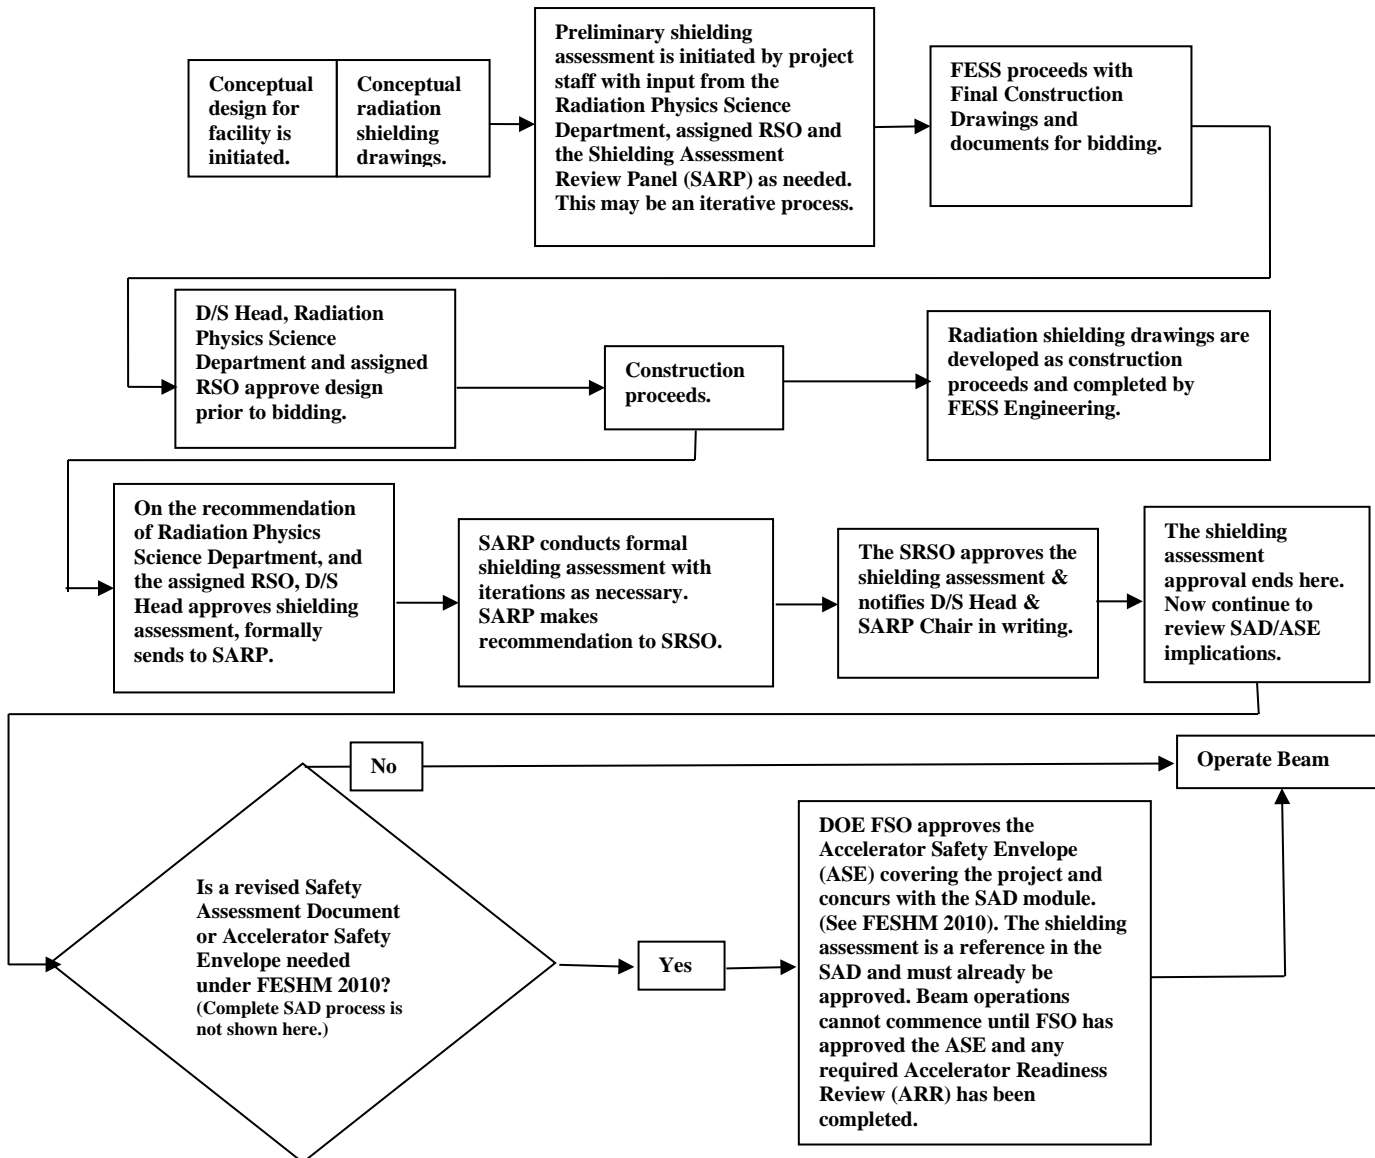 Conceptual
design for
facility is
initiated.
Conceptual
radiation
shielding
drawings.
Preliminary shielding
assessment is initiated by project
staff with input from the
Radiation Physics Science
Department, assigned RSO and
the Shielding Assessment
Review Panel (SARP) as needed.
This may be an iterative process.
FESS proceeds with
Final Construction
Drawings and
documents for bidding.
D/S Head, Radiation
Physics Science
Department and assigned
RSO approve design
prior to bidding.
Construction
proceeds.
Radiation shielding drawings are
developed as construction
proceeds and completed by
FESS Engineering.
On the recommendation
of Radiation Physics
Science Department, and
the assigned RSO, D/S
Head approves shielding
assessment, formally
sends to SARP.
SARP conducts formal
shielding assessment with
iterations as necessary.
SARP makes
recommendation to SRSO.
The SRSO approves the
shielding assessment &
notifies D/S Head &
SARP Chair in writing.
The shielding
assessment
approval ends here.
Now continue to
review SAD/ASE
implications.
Is a revised Safety
Assessment Document
or Accelerator Safety
Envelope needed
under FESHM 2010?
(Complete SAD process is
not shown here.)
No
Operate Beam
Yes
DOE FSO approves the
Accelerator Safety Envelope
(ASE) covering the project and
concurs with the SAD module.
(See FESHM 2010). The shielding
assessment is a reference in the
SAD and must already be
approved. Beam operations
cannot commence until FSO has
approved the ASE and any
required Accelerator Readiness
Review (ARR) has been
completed.